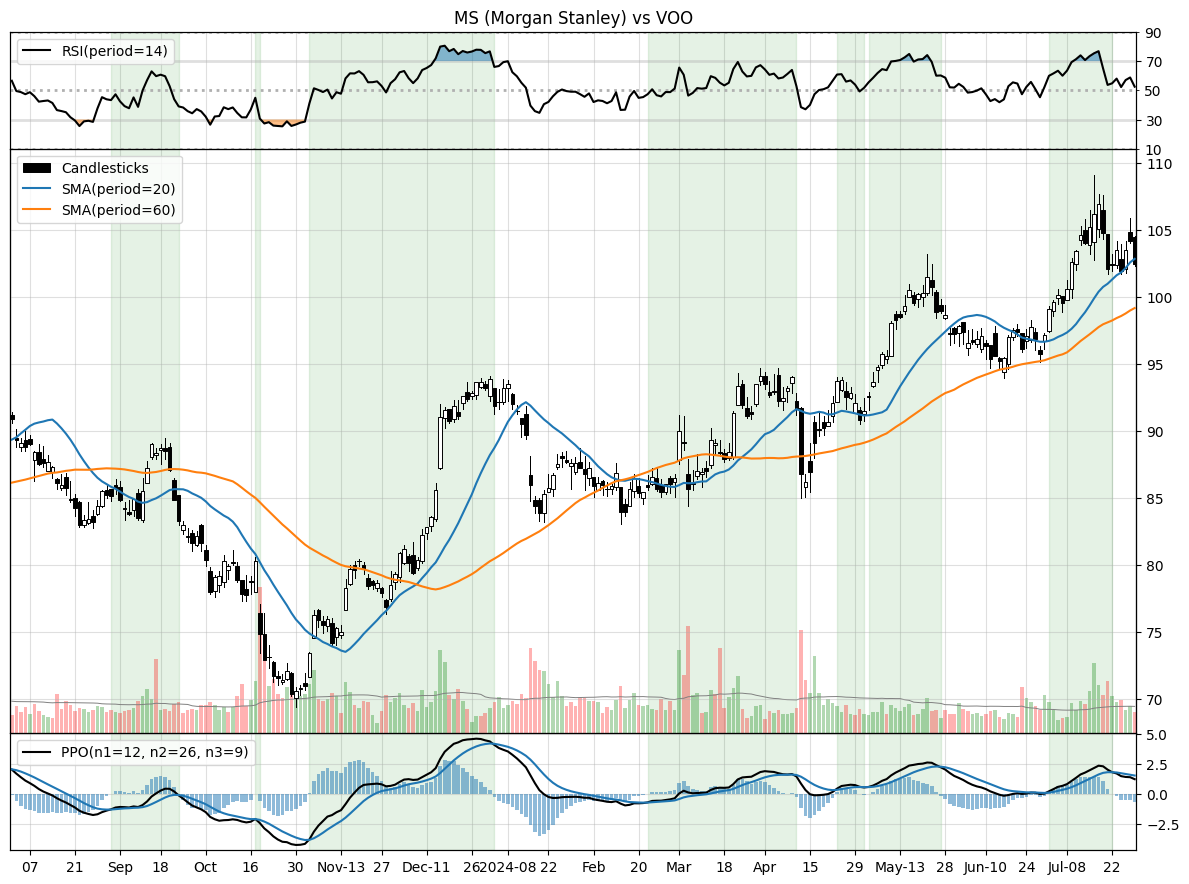 MS (Morgan Stanley) vs VOO
RSI(period=14)
90
70
50
30
10
Candlesticks
SMA(period=20)
SMA(period=60)
110
105
100
95
90
85
80
75
70
PPO(n1=12, n2=26, n3=9)
5.0
2.5
0.0
−2.5
07 21 Sep 18 Oct 16 30 Nov-13 27 Dec-11 26 2024-08 22 Feb 20 Mar 18 Apr 15 29 May-13 28 Jun-10 24 Jul-08 22